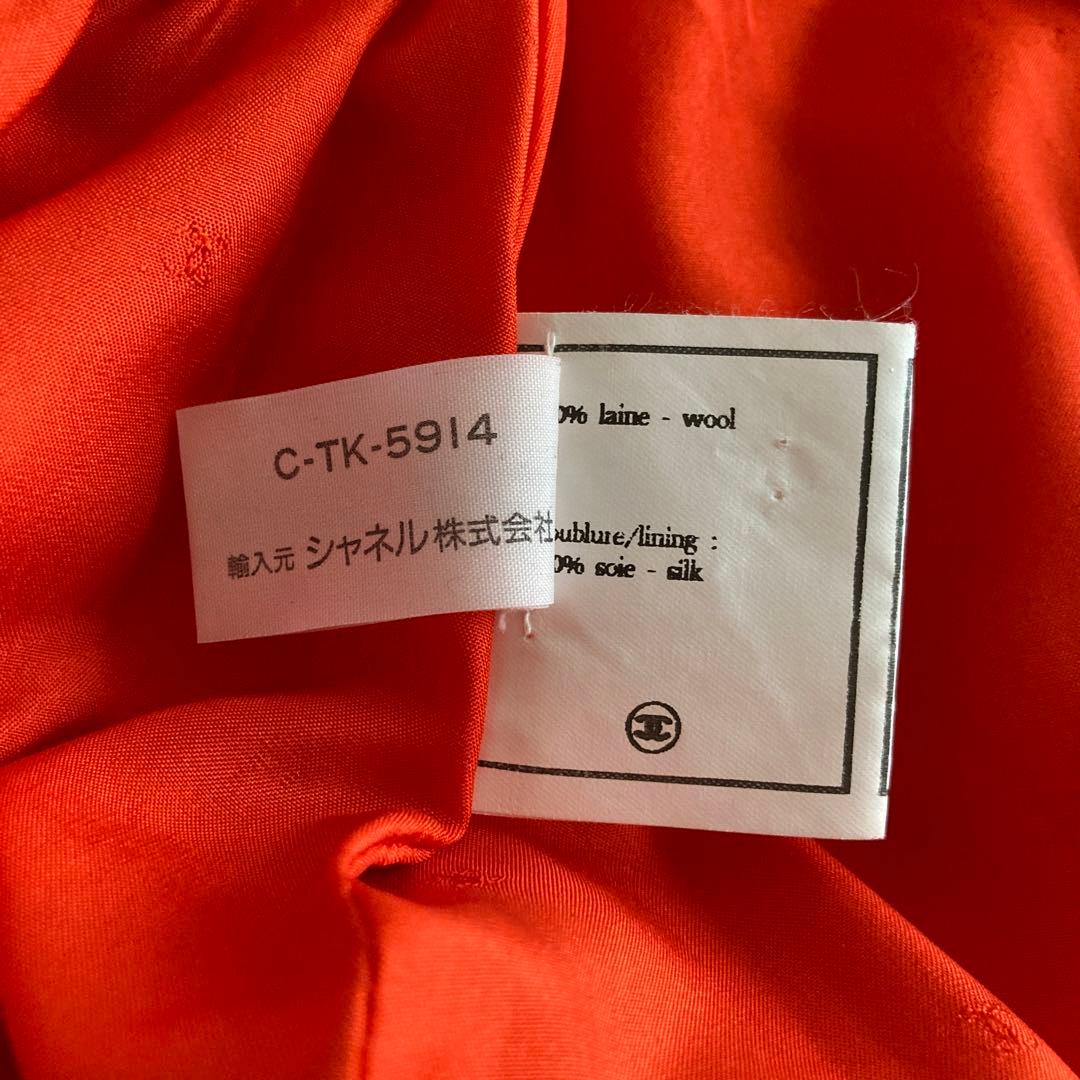 C-TK-5914
輸入元 シャネル株式会社
0% laine - wool
oublure/lining :
0% soie - silk